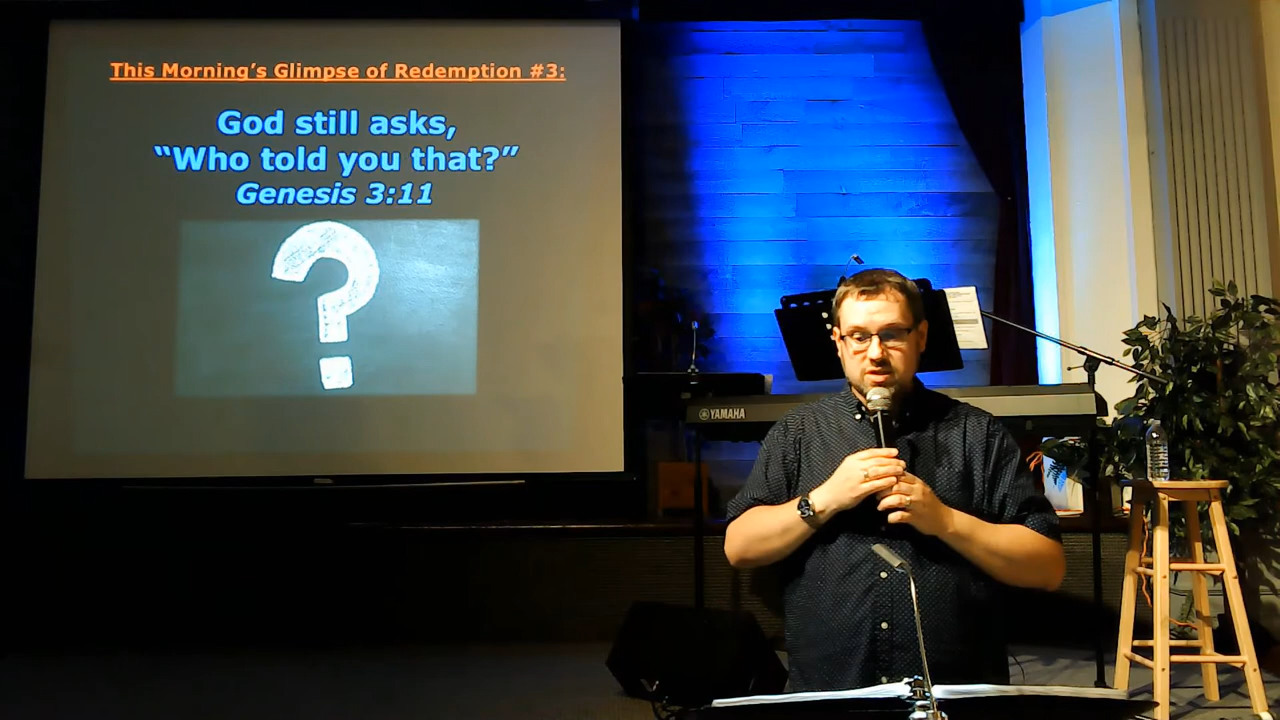 This Morning's Glimpse of Redemption #3:
God still asks,
“Who told you that?”
Genesis 3:11
YAMAHA